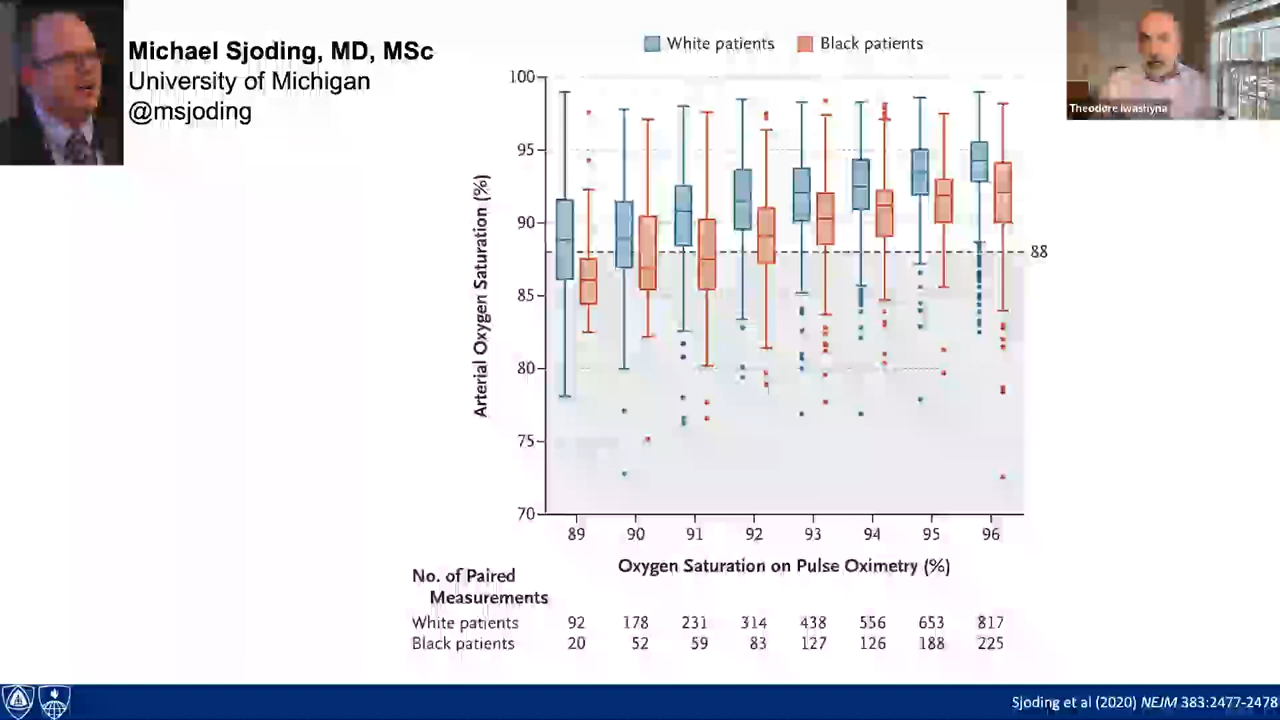 Michael Sjoding, MD, MSc
University of Michigan
@msjoding
Theodore Iwashyna
White patients Black patients
100
95
90
88
85
80
75
70
Arterial Oxygen Saturation (%)
89 90 91 92 93 94 95 96
Oxygen Saturation on Pulse Oximetry (%)
No. of Paired
Measurements
White patients 92 178 231 314 438 556 653 817
Black patients 20 52 59 83 127 126 188 225
Sjoding et al (2020) NEJM 383:2477-2478